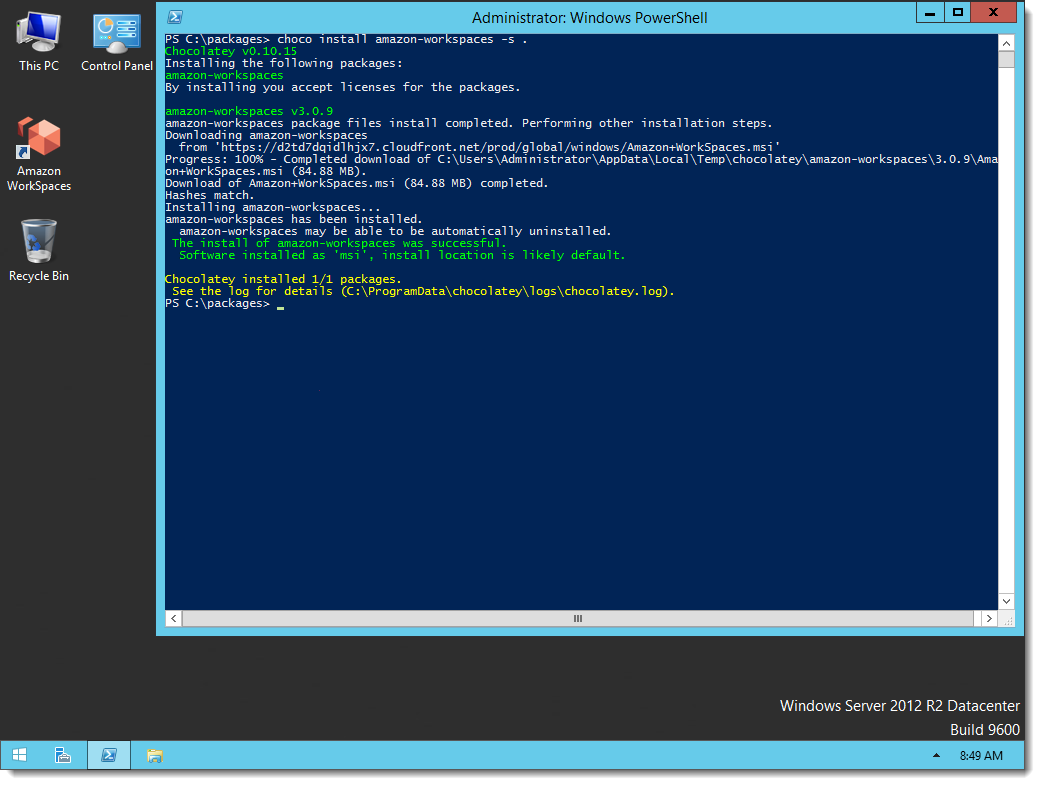 This PC
Control Panel
Amazon
WorkSpaces
Recycle Bin
Administrator: Windows PowerShell
PS C:\packages> choco install amazon-workspaces -s .
Chocolatey v0.10.15
Installing the following packages:
amazon-workspaces
By installing you accept licenses for the packages.
amazon-workspaces v3.0.9
amazon-workspaces package files install completed. Performing other installation steps.
Downloading amazon-workspaces
from 'https://d2td7dqidlhjx7.cloudfront.net/prod/global/windows/Amazon+WorkSpaces.msi'
Progress: 100% - Completed download of C:\Users\Administrator\AppData\Local\Temp\chocolatey\amazon-workspaces\3.0.9\Ama
on+WorkSpaces.msi (84.88 MB).
Download of Amazon+WorkSpaces.msi (84.88 MB) completed.
Hashes match.
Installing amazon-workspaces...
amazon-workspaces has been installed.
amazon-workspaces may be able to be automatically uninstalled.
The install of amazon-workspaces was successful.
Software installed as 'msi', install location is likely default.
Chocolatey installed 1/1 packages.
See the log for details (C:\ProgramData\chocolatey\logs\chocolatey.log).
PS C:\packages>
Windows Server 2012 R2 Datacenter
Build 9600
8:49 AM